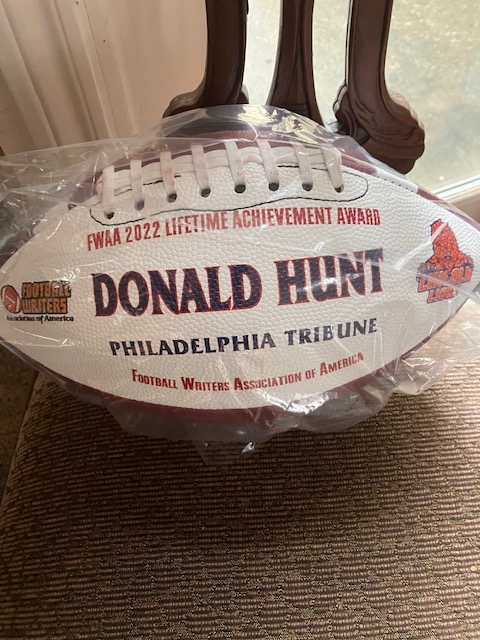 FWAA 2022 LIFETIME ACHIEVEMENT AWARD
DONALD HUNT
PHILADELPHIA TRIBUNE
FOOTBALL WRITERS ASSOCIATION OF AMERICA
FOOTBALL
WRITERS
Association of America